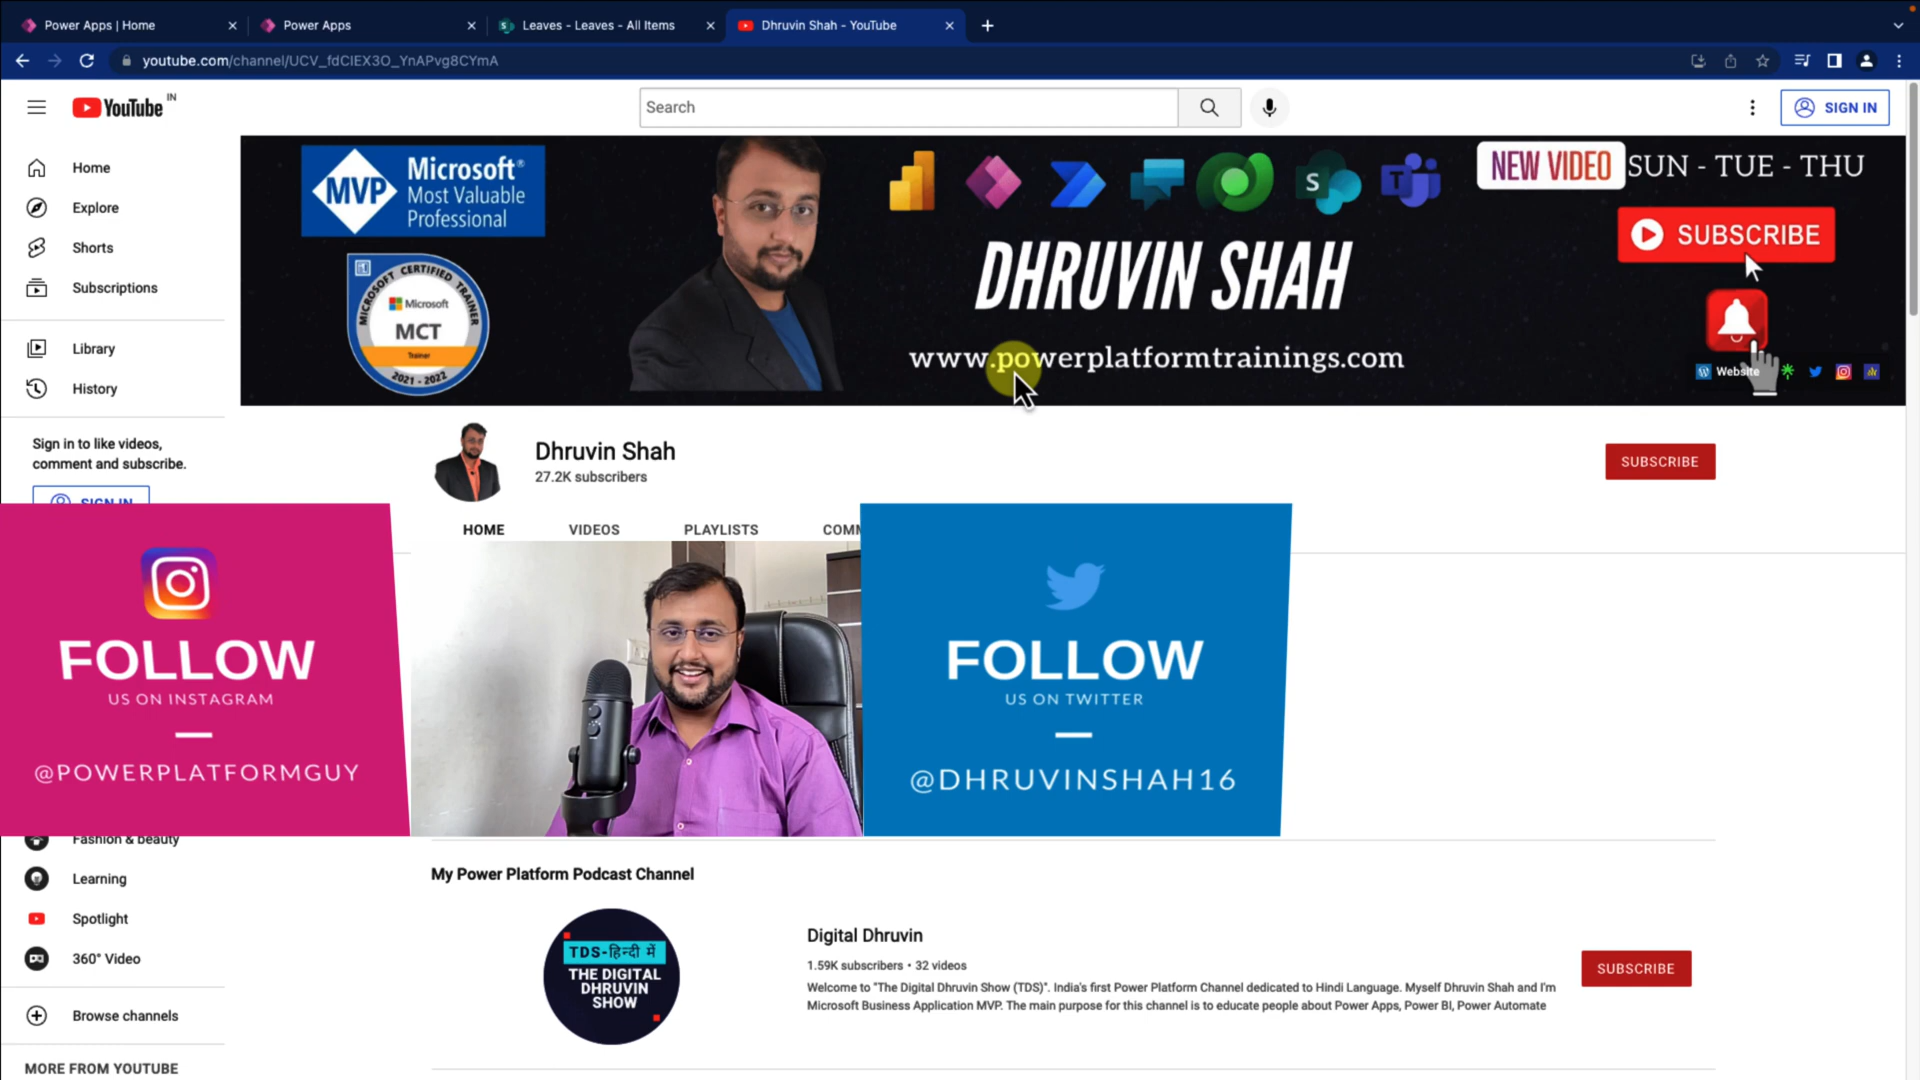 Power Apps | Home
Power Apps
Leaves - Leaves - All Items
Dhruvin Shah - YouTube
youtube.com/channel/UCV_fdCIEX3O_YnAPvg8CYmA
YouTube IN
Search
SIGN IN
Home
Explore
Shorts
Subscriptions
Library
History
Sign in to like videos,
comment and subscribe.
SIGN IN
MVP
Microsoft®
Most Valuable
Professional
MICROSOFT CERTIFIED TRAINER
Microsoft
MCT
Trainer
2021 - 2022
S
T
DHRUVIN SHAH
www.powerplatformtrainings.com
NEW VIDEO
SUN - TUE - THU
SUBSCRIBE
Website
Dhruvin Shah
27.2K subscribers
SUBSCRIBE
HOME
VIDEOS
PLAYLISTS
COMM
FOLLOW
US ON INSTAGRAM
@POWERPLATFORMGUY
FOLLOW
US ON TWITTER
@DHRUVINSHAH16
Fashion & beauty
Learning
Spotlight
360° Video
Browse channels
MORE FROM YOUTUBE
My Power Platform Podcast Channel
TDS-हिन्दी में
THE DIGITAL
DHRUVIN
SHOW
Digital Dhruvin
1.59K subscribers • 32 videos
Welcome to "The Digital Dhruvin Show (TDS)". India's first Power Platform Channel dedicated to Hindi Language. Myself Dhruvin Shah and I'm
Microsoft Business Application MVP. The main purpose for this channel is to educate people about Power Apps, Power BI, Power Automate
SUBSCRIBE